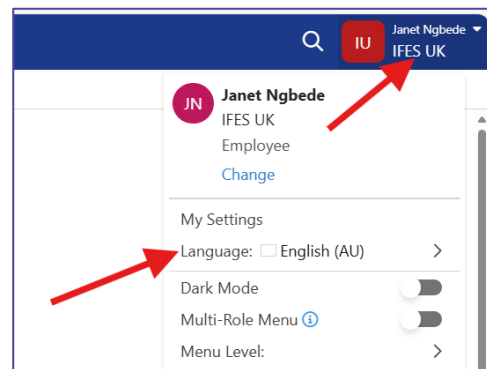 IU
Janet Ngbede
IFES UK
JN
Janet Ngbede
IFES UK
Employee
Change
My Settings
Language: English (AU)
Dark Mode
Multi-Role Menu i
Menu Level: